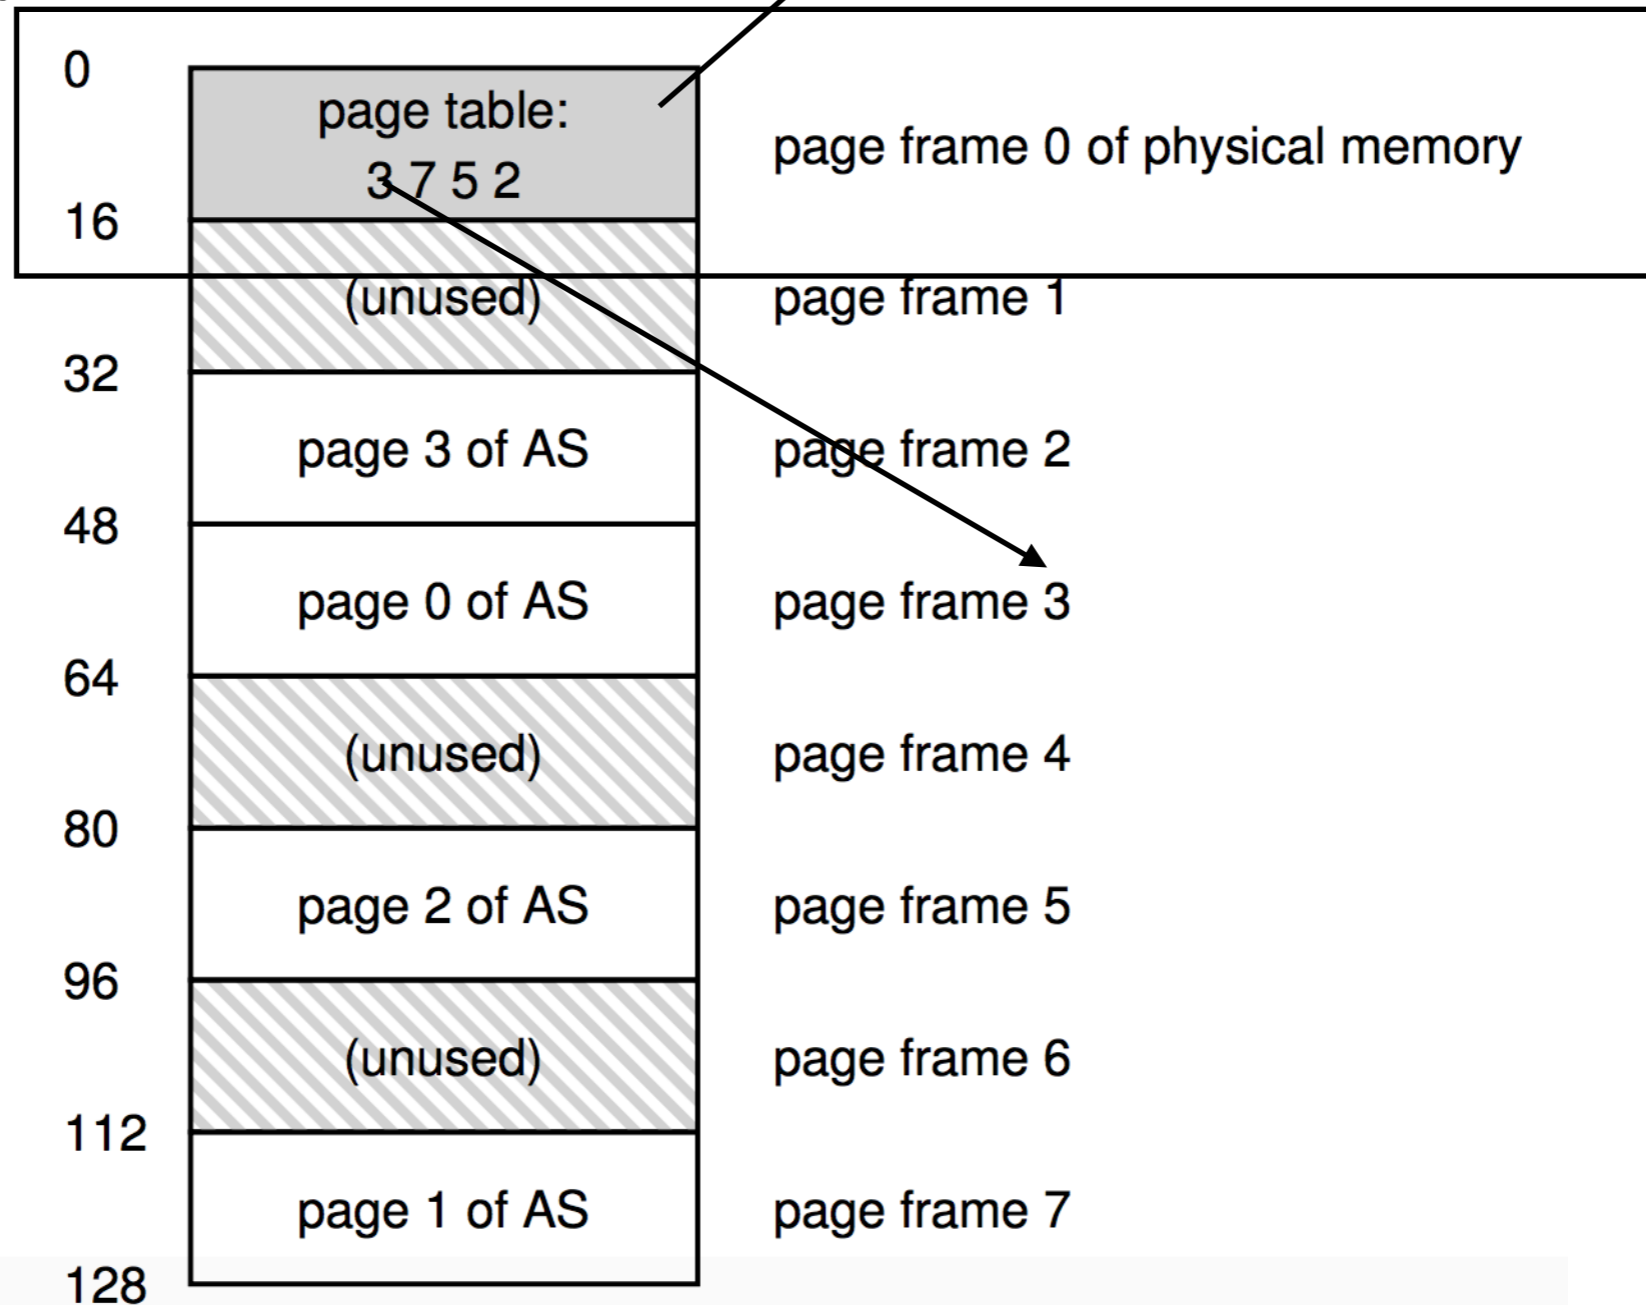 0
page table:
3 7 5 2
page frame 0 of physical memory
16
(unused)
page frame 1
32
page 3 of AS
page frame 2
48
page 0 of AS
page frame 3
64
(unused)
page frame 4
80
page 2 of AS
page frame 5
96
(unused)
page frame 6
112
page 1 of AS
page frame 7
128